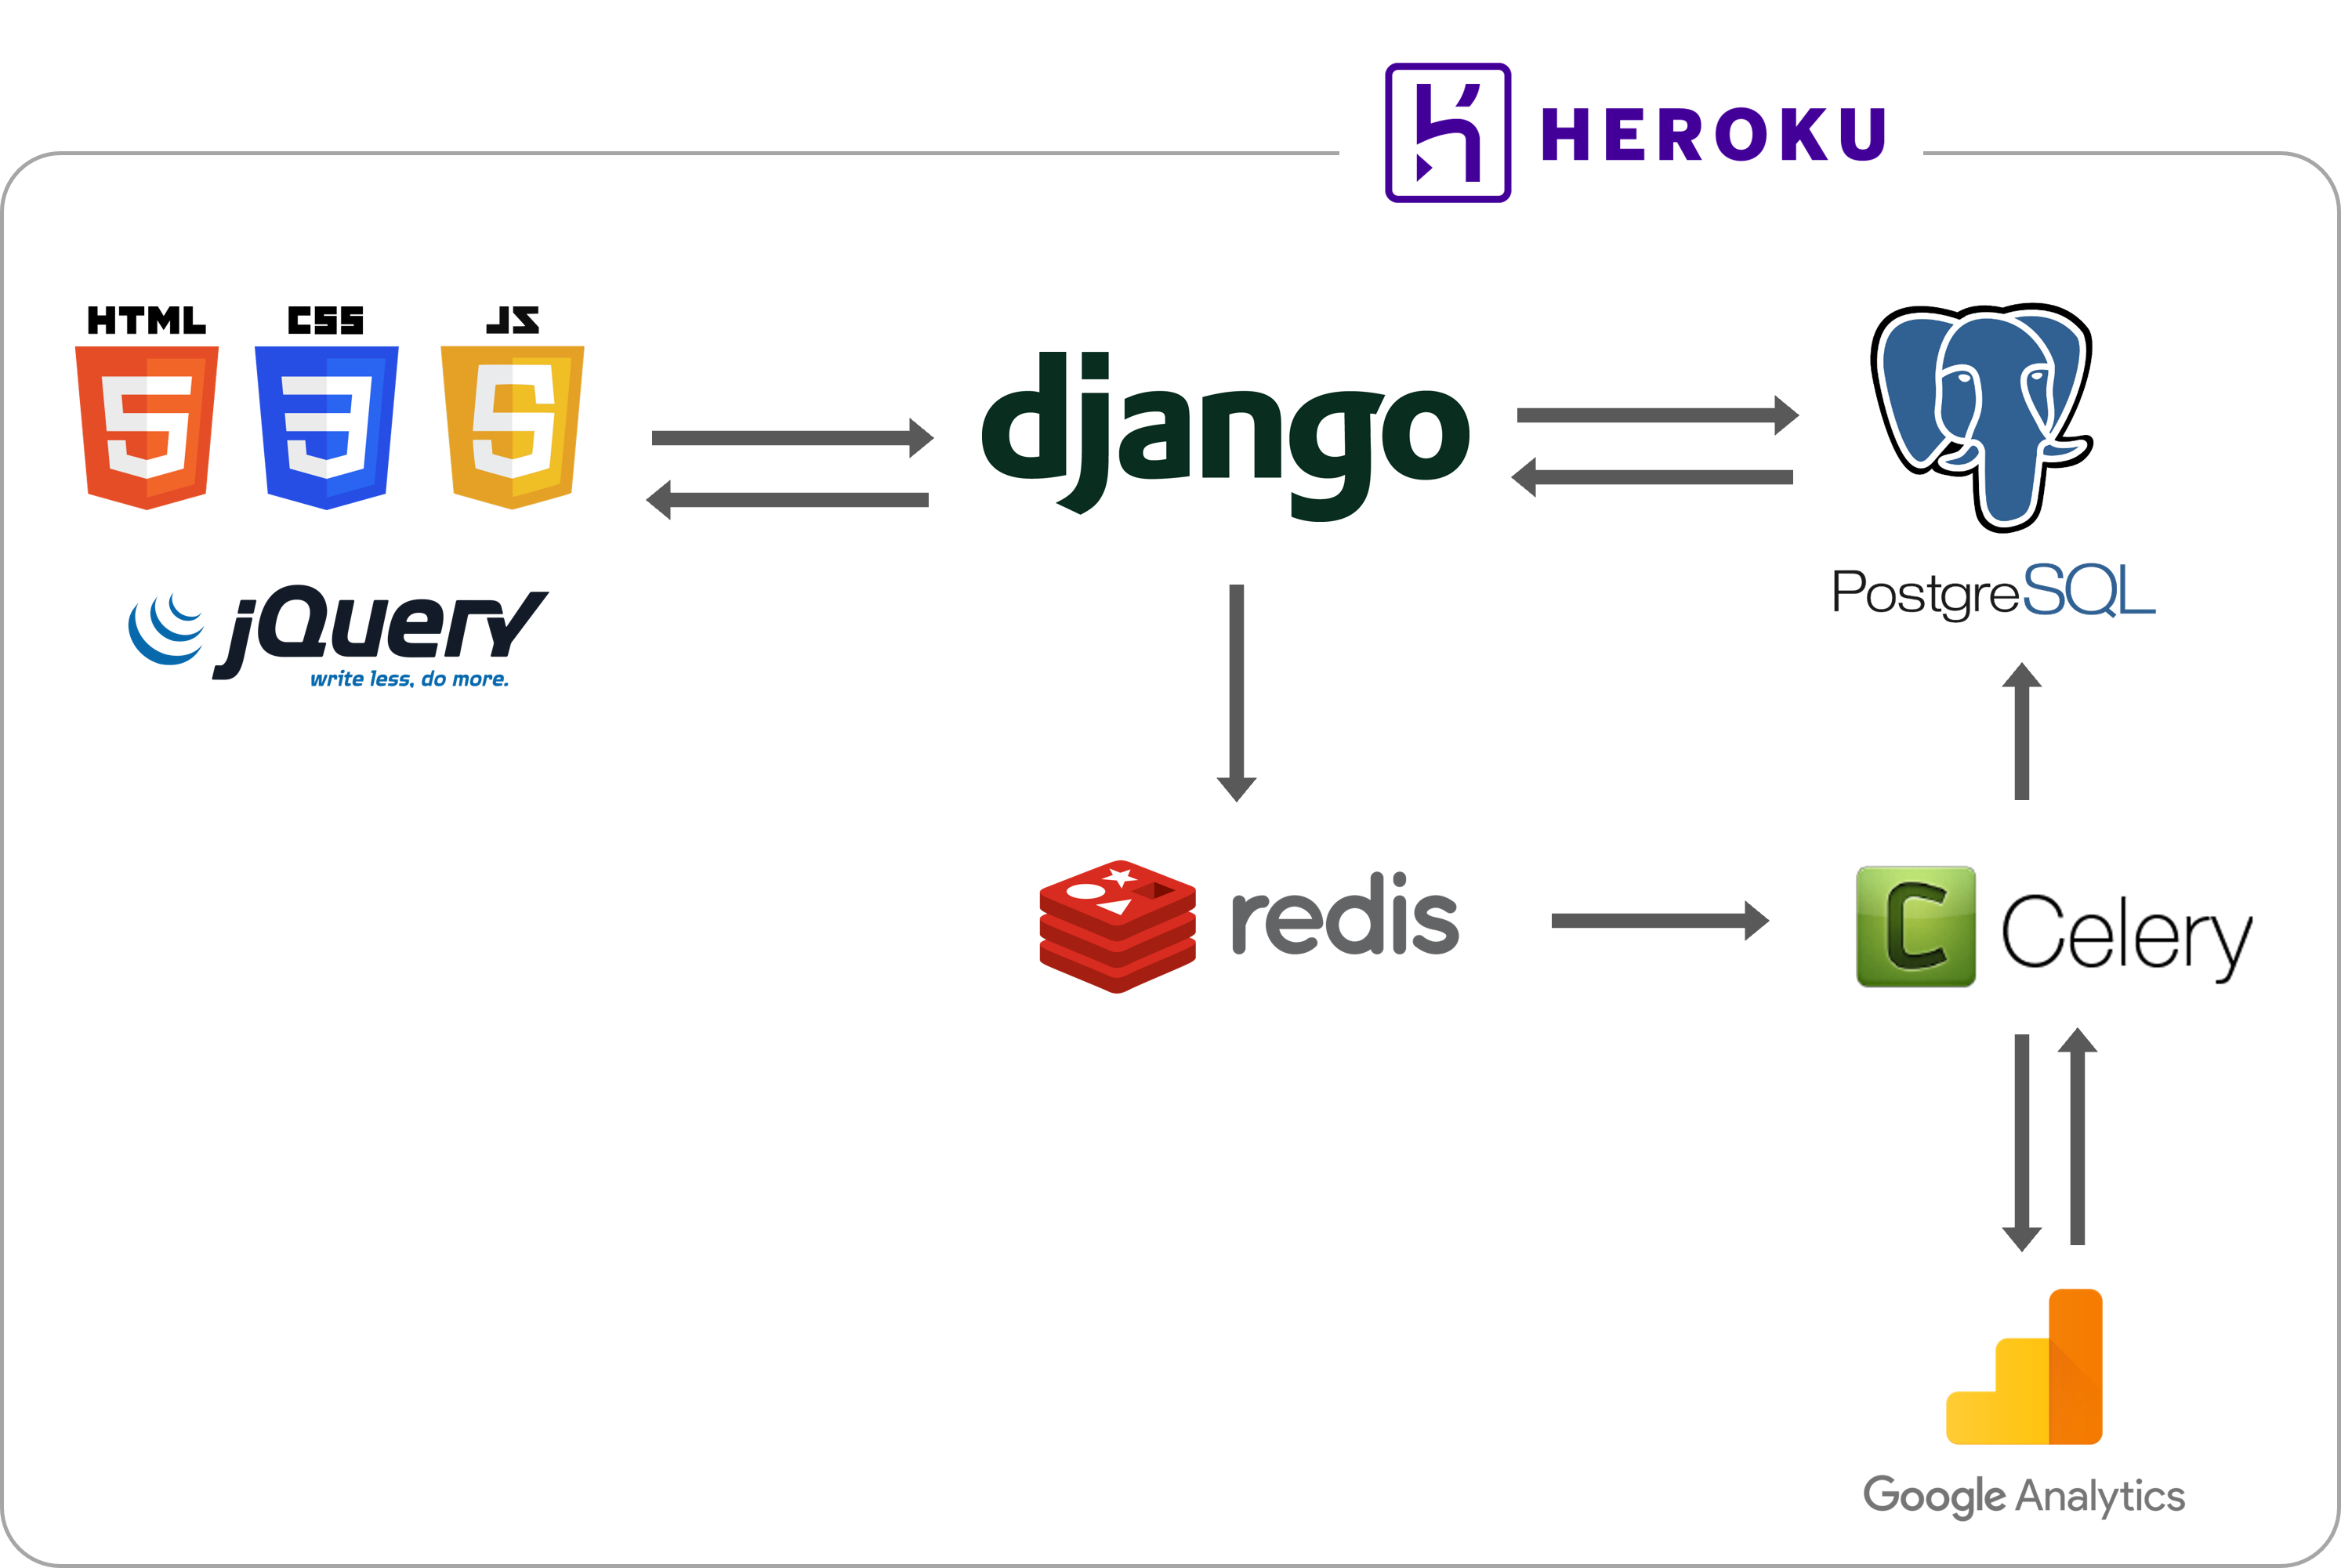 HEROKU
HTML CSS JS
django
jQuery
write less, do more.
PostgreSQL
redis
C Celery
Google Analytics